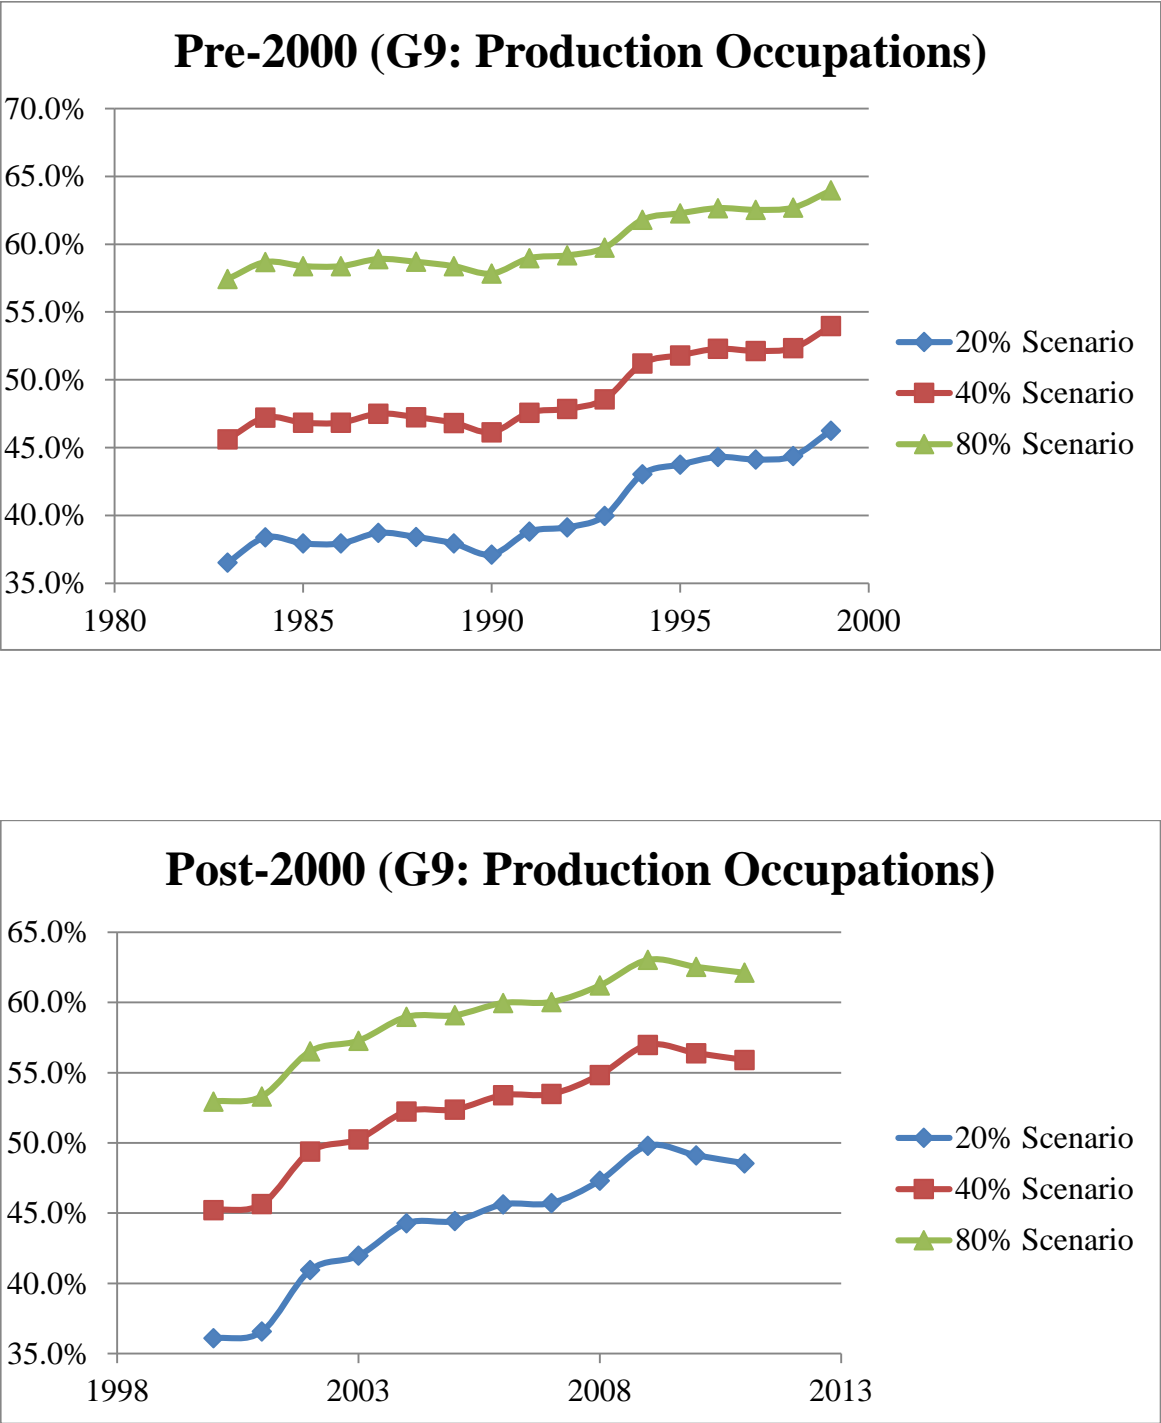 Pre-2000 (G9: Production Occupations)
70.0%
65.0%
60.0%
55.0%
50.0%
45.0%
40.0%
35.0%
1980 1985 1990 1995 2000
20% Scenario
40% Scenario
80% Scenario
Post-2000 (G9: Production Occupations)
65.0%
60.0%
55.0%
50.0%
45.0%
40.0%
35.0%
1998 2003 2008 2013
20% Scenario
40% Scenario
80% Scenario